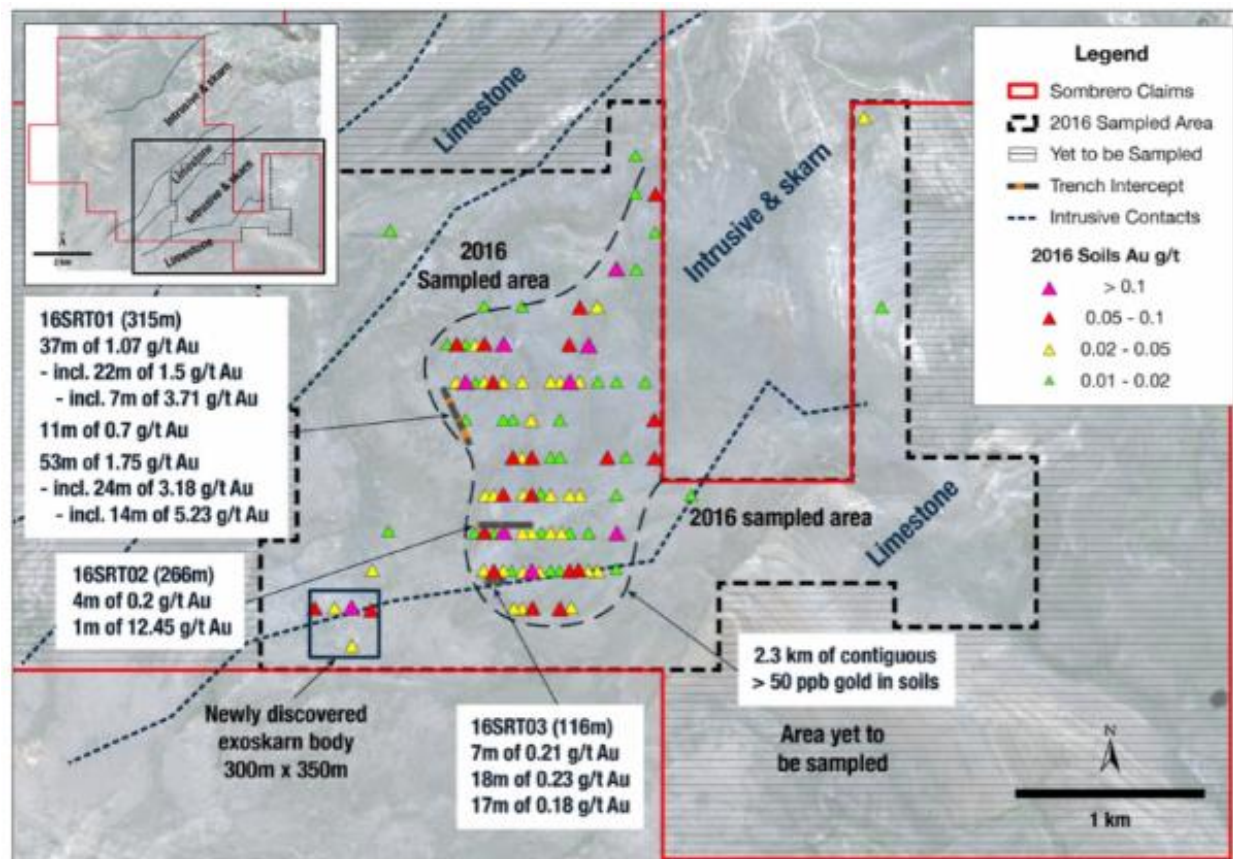 Intrusive & skarn
Limestone
Intrusive & skarn
Limestone
N
2 km
Limestone
Intrusive & skarn
Limestone
Legend
Sombrero Claims
2016 Sampled Area
Yet to be Sampled
Trench Intercept
Intrusive Contacts
2016 Soils Au g/t
> 0.1
0.05 - 0.1
0.02 - 0.05
0.01 - 0.02
2016
Sampled area
16SRT01 (315m)
37m of 1.07 g/t Au
- incl. 22m of 1.5 g/t Au
- incl. 7m of 3.71 g/t Au
11m of 0.7 g/t Au
53m of 1.75 g/t Au
- incl. 24m of 3.18 g/t Au
- incl. 14m of 5.23 g/t Au
16SRT02 (266m)
4m of 0.2 g/t Au
1m of 12.45 g/t Au
2016 sampled area
Newly discovered
exoskarn body
300m x 350m
16SRT03 (116m)
7m of 0.21 g/t Au
18m of 0.23 g/t Au
17m of 0.18 g/t Au
2.3 km of contiguous
> 50 ppb gold in soils
Area yet to
be sampled
N
1 km